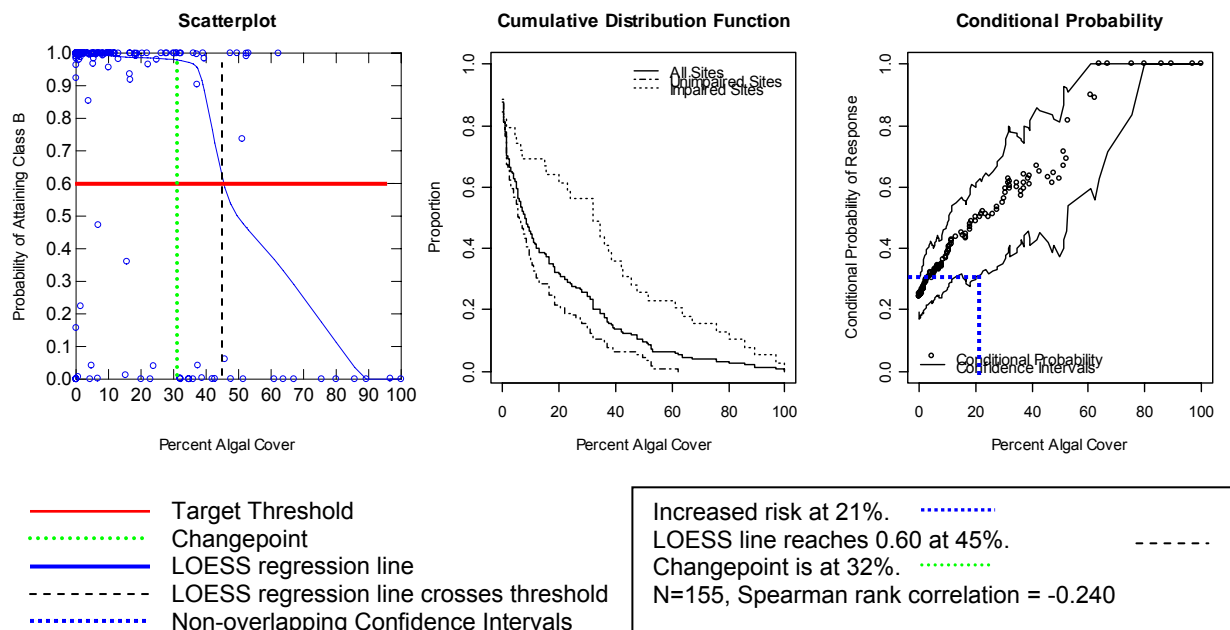 Scatterplot
Probability of Attaining Class B
1.0
0.9
0.8
0.7
0.6
0.5
0.4
0.3
0.2
0.1
0.0
0 10 20 30 40 50 60 70 80 90 100
Percent Algal Cover
Cumulative Distribution Function
Proportion
1.0
0.8
0.6
0.4
0.2
0.0
All Sites
Unimpaired Sites
Impaired Sites
0 20 40 60 80 100
Percent Algal Cover
Conditional Probability
Conditional Probability of Response
1.0
0.8
0.6
0.4
0.2
0.0
Conditional Probability
Confidence Intervals
0 20 40 60 80 100
Percent Algal Cover
Target Threshold
Changepoint
LOESS regression line
LOESS regression line crosses threshold
Non-overlapping Confidence Intervals
Increased risk at 21%.
LOESS line reaches 0.60 at 45%.
Changepoint is at 32%.
N=155, Spearman rank correlation = -0.240